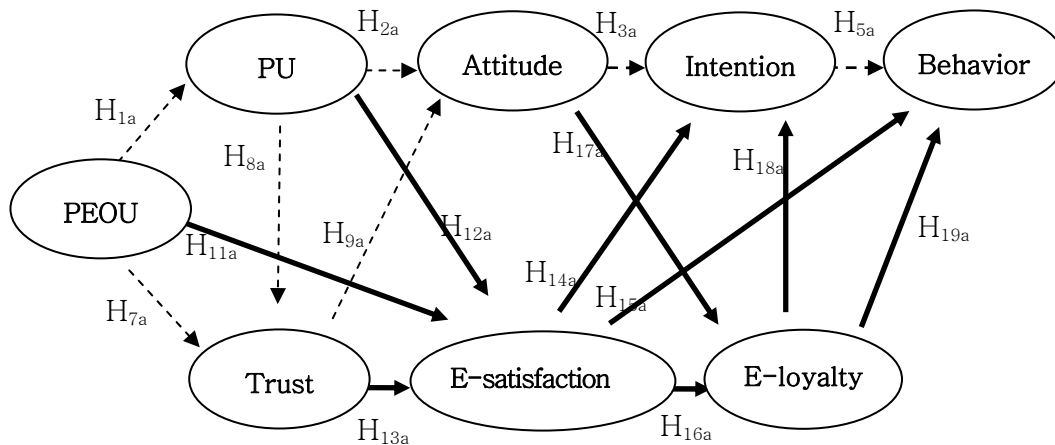 H2a
H3a
H5a
PU
Attitude
Intention
Behavior
H1a
H8a
H17a
H18a
PEOU
H11a
H9a
H12a
H19a
H14a
H15a
H7a
Trust
E-satisfaction
E-loyalty
H13a
H16a